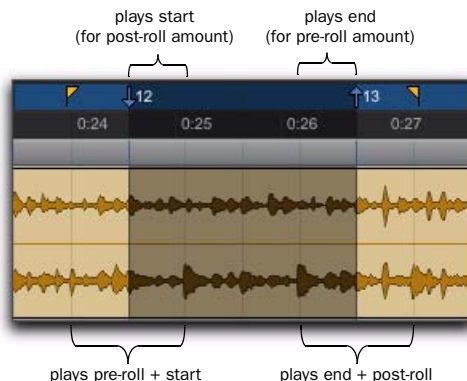 plays start
(for post-roll amount)
plays end
(for pre-roll amount)
12
13
0:24
0:25
0:26
0:27
plays pre-roll + start
plays end + post-roll